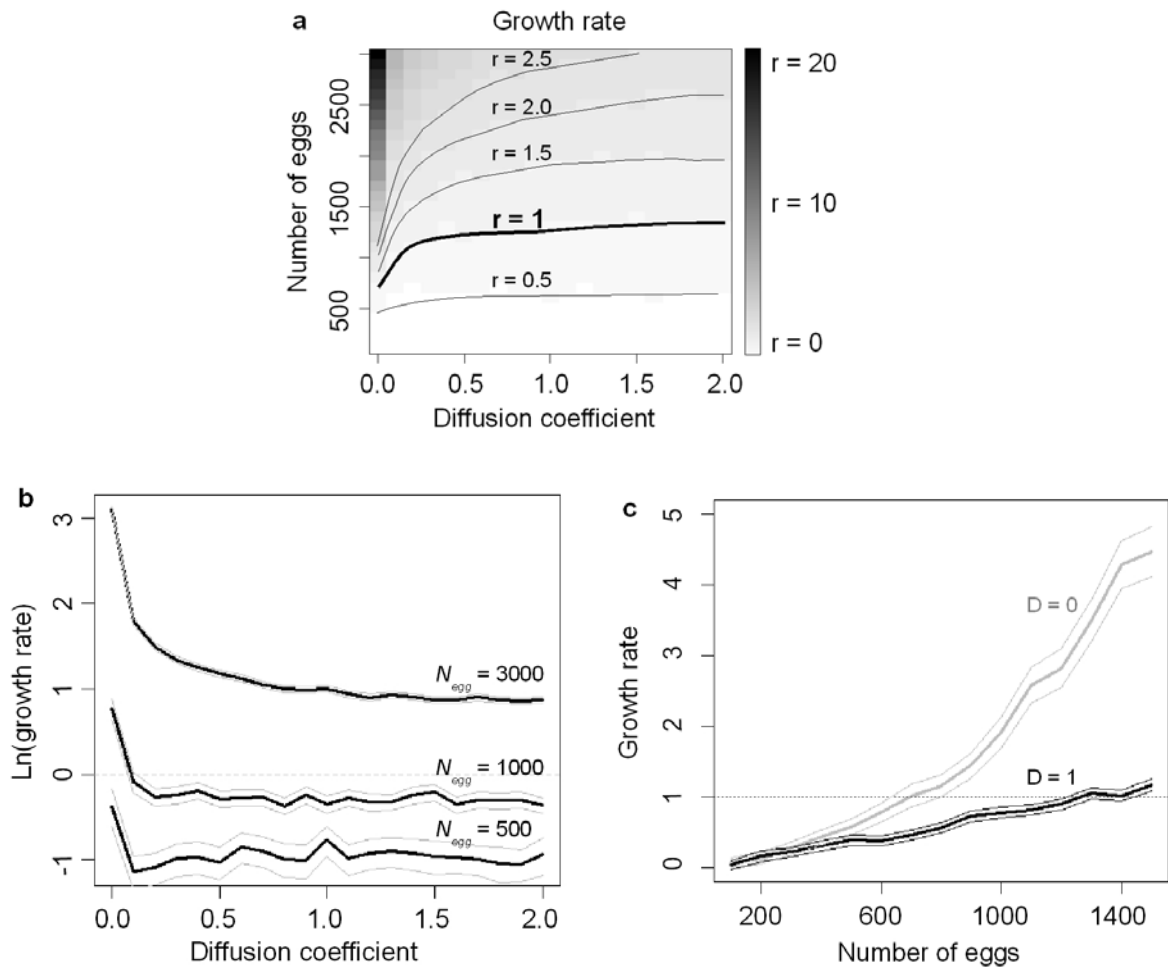 a Growth rate
Number of eggs
500 1500 2500
r = 2.5
r = 2.0
r = 1.5
r = 1
r = 0.5
0.0 0.5 1.0 1.5 2.0
Diffusion coefficient
r = 20
r = 10
r = 0
b
Ln(growth rate)
3
2
1
0
-1
N egg = 3000
N egg = 1000
N egg = 500
0.0 0.5 1.0 1.5 2.0
Diffusion coefficient
c
Growth rate
5
4
3
2
1
0
D = 0
D = 1
200 600 1000 1400
Number of eggs